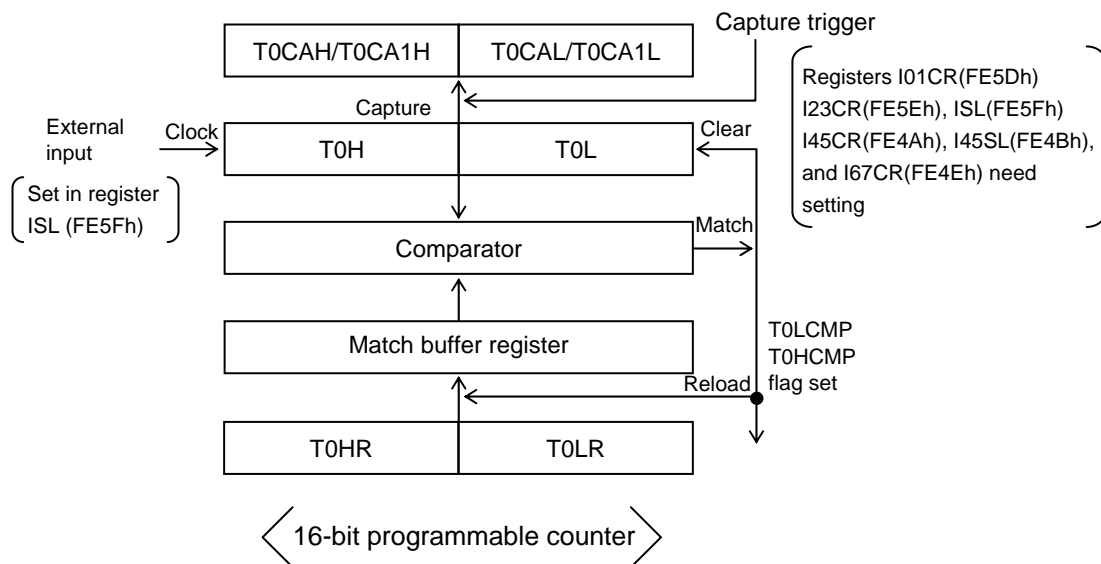 Capture trigger
T0CAH/T0CA1H
T0CAL/T0CA1L
Registers I01CR(FE5Dh)
I23CR(FE5Eh), ISL(FE5Fh)
I45CR(FE4Ah), I45SL(FE4Bh),
and I67CR(FE4Eh) need
setting
Capture
External
input
Clock
T0H
T0L
Clear
Set in register
ISL (FE5Fh)
Comparator
Match
Match buffer register
T0LCMP
T0HCMP
flag set
Reload
T0HR
T0LR
16-bit programmable counter